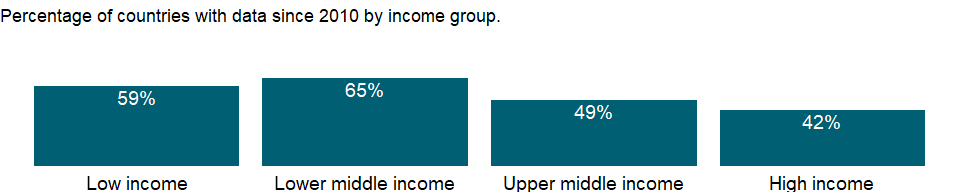 Percentage of countries with data since 2010 by income group.
59%
65%
49%
42%
Low income
Lower middle income
Upper middle income
High income